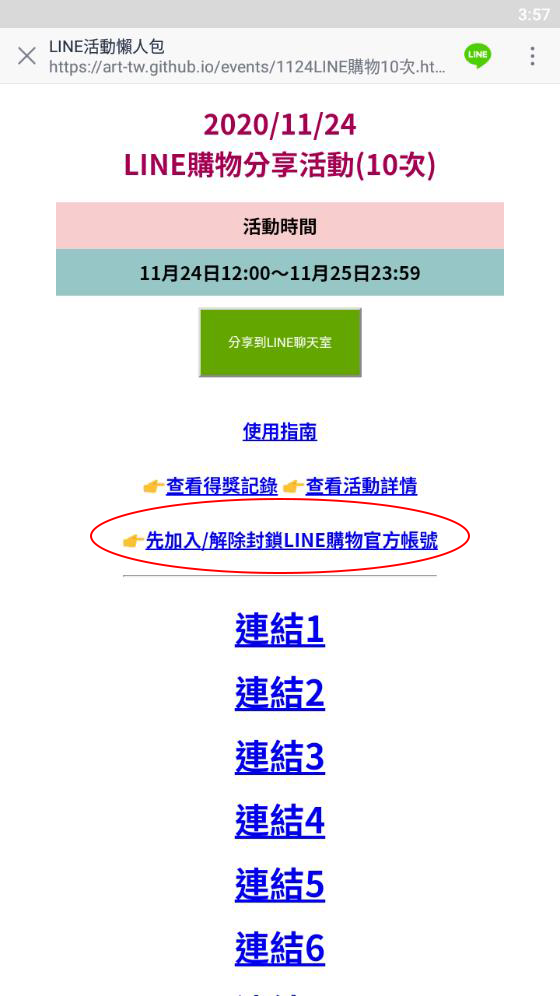 3:57
LINE活動懶人包
https://art-tw.github.io/events/1124LINE購物10次.ht…
LINE
2020/11/24
LINE購物分享活動(10次)
活動時間
11月24日12:00～11月25日23:59
分享到LINE聊天室
使用指南
👉查看得獎記錄 👉查看活動詳情
👉先加入/解除封鎖LINE購物官方帳號
連結1
連結2
連結3
連結4
連結5
連結6